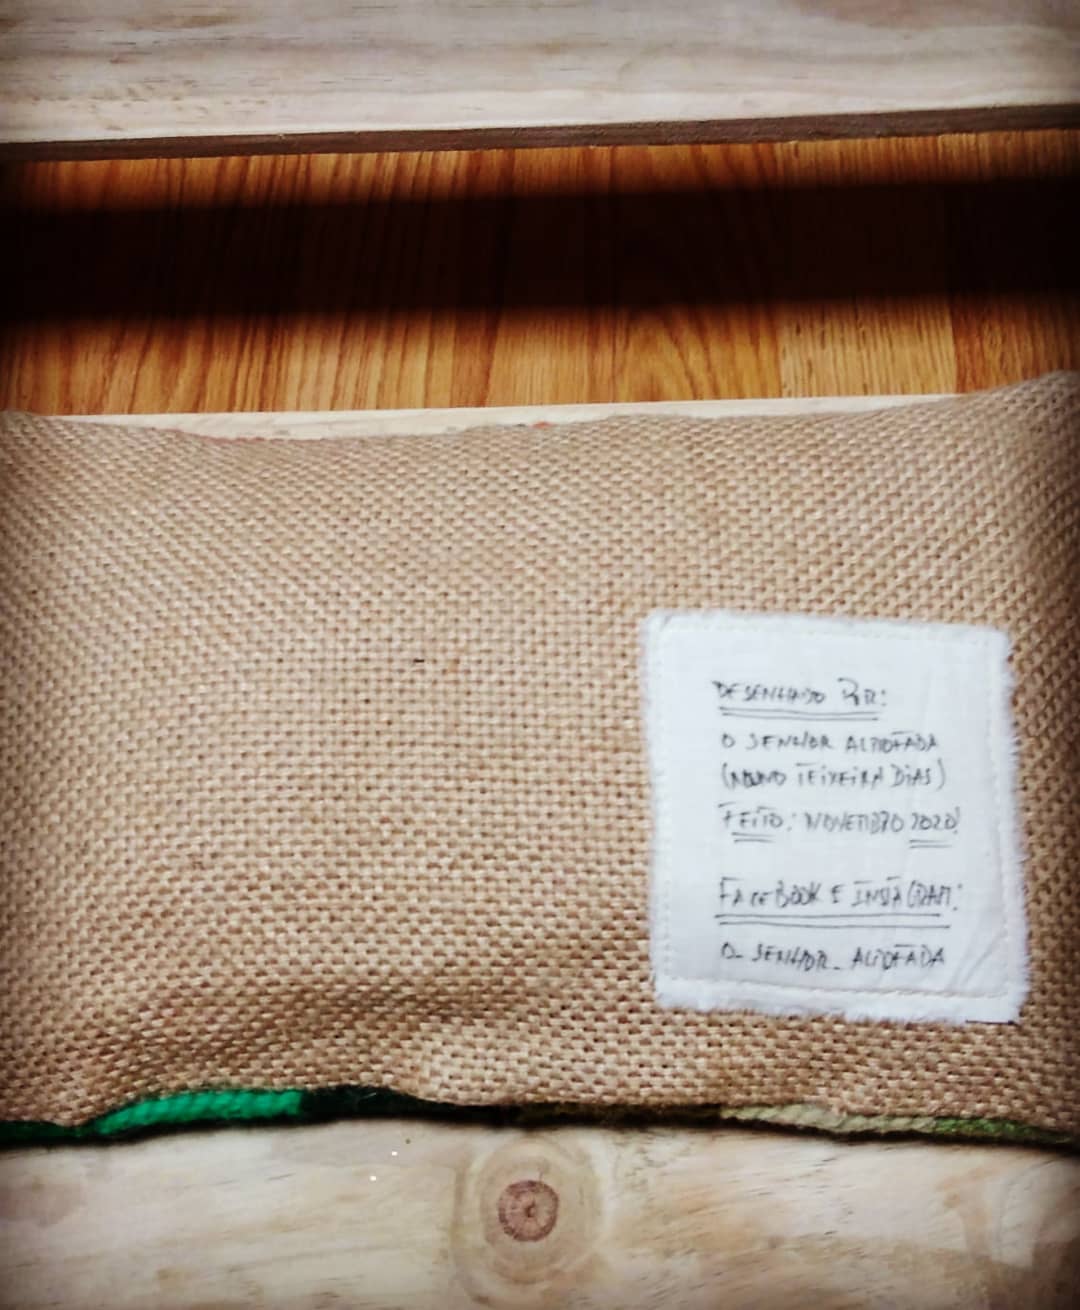 DESENHADO POR:
O SENHOR ALMOFADA
(NUNO TEIXEIRA DIAS)
FEITO: NOVEMBRO 2020!
FACEBOOK E INSTAGRAM:
O_SENHOR_ALMOFADA